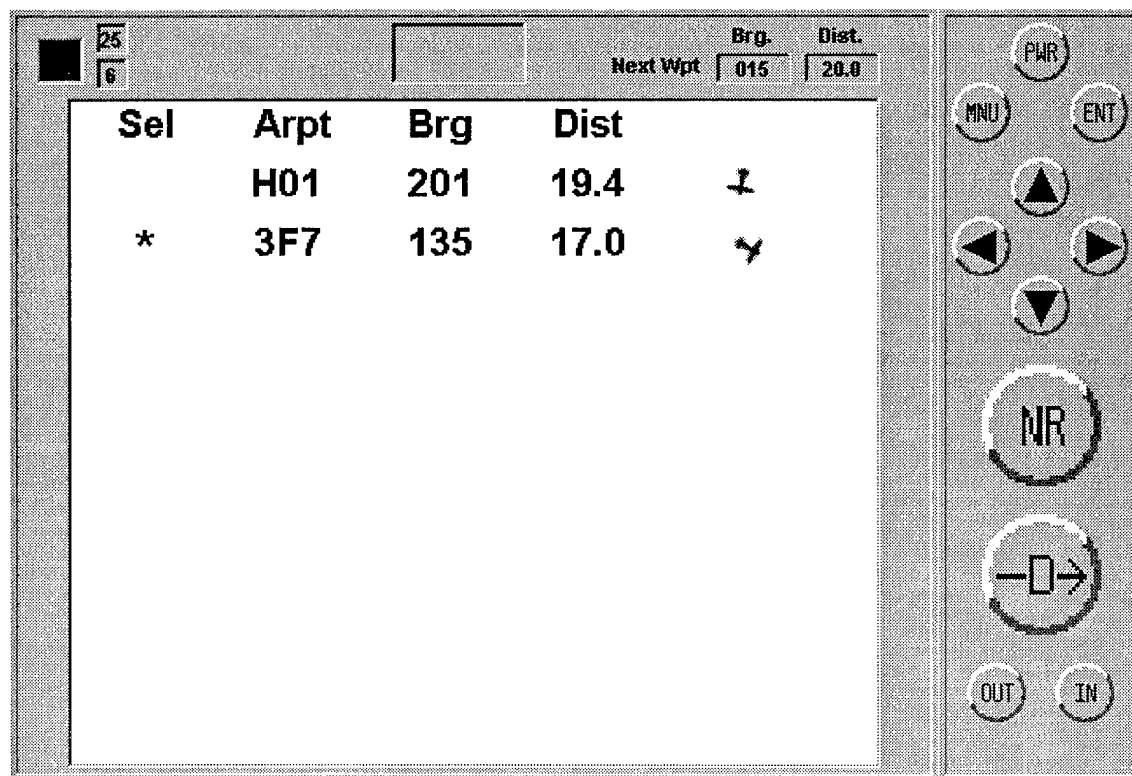 25
6
Brg. Dist.
Next Wpt 015 20.0
Sel Arpt Brg Dist
H01 201 19.4
* 3F7 135 17.0
PWR
MNU ENT
NR
D
OUT IN